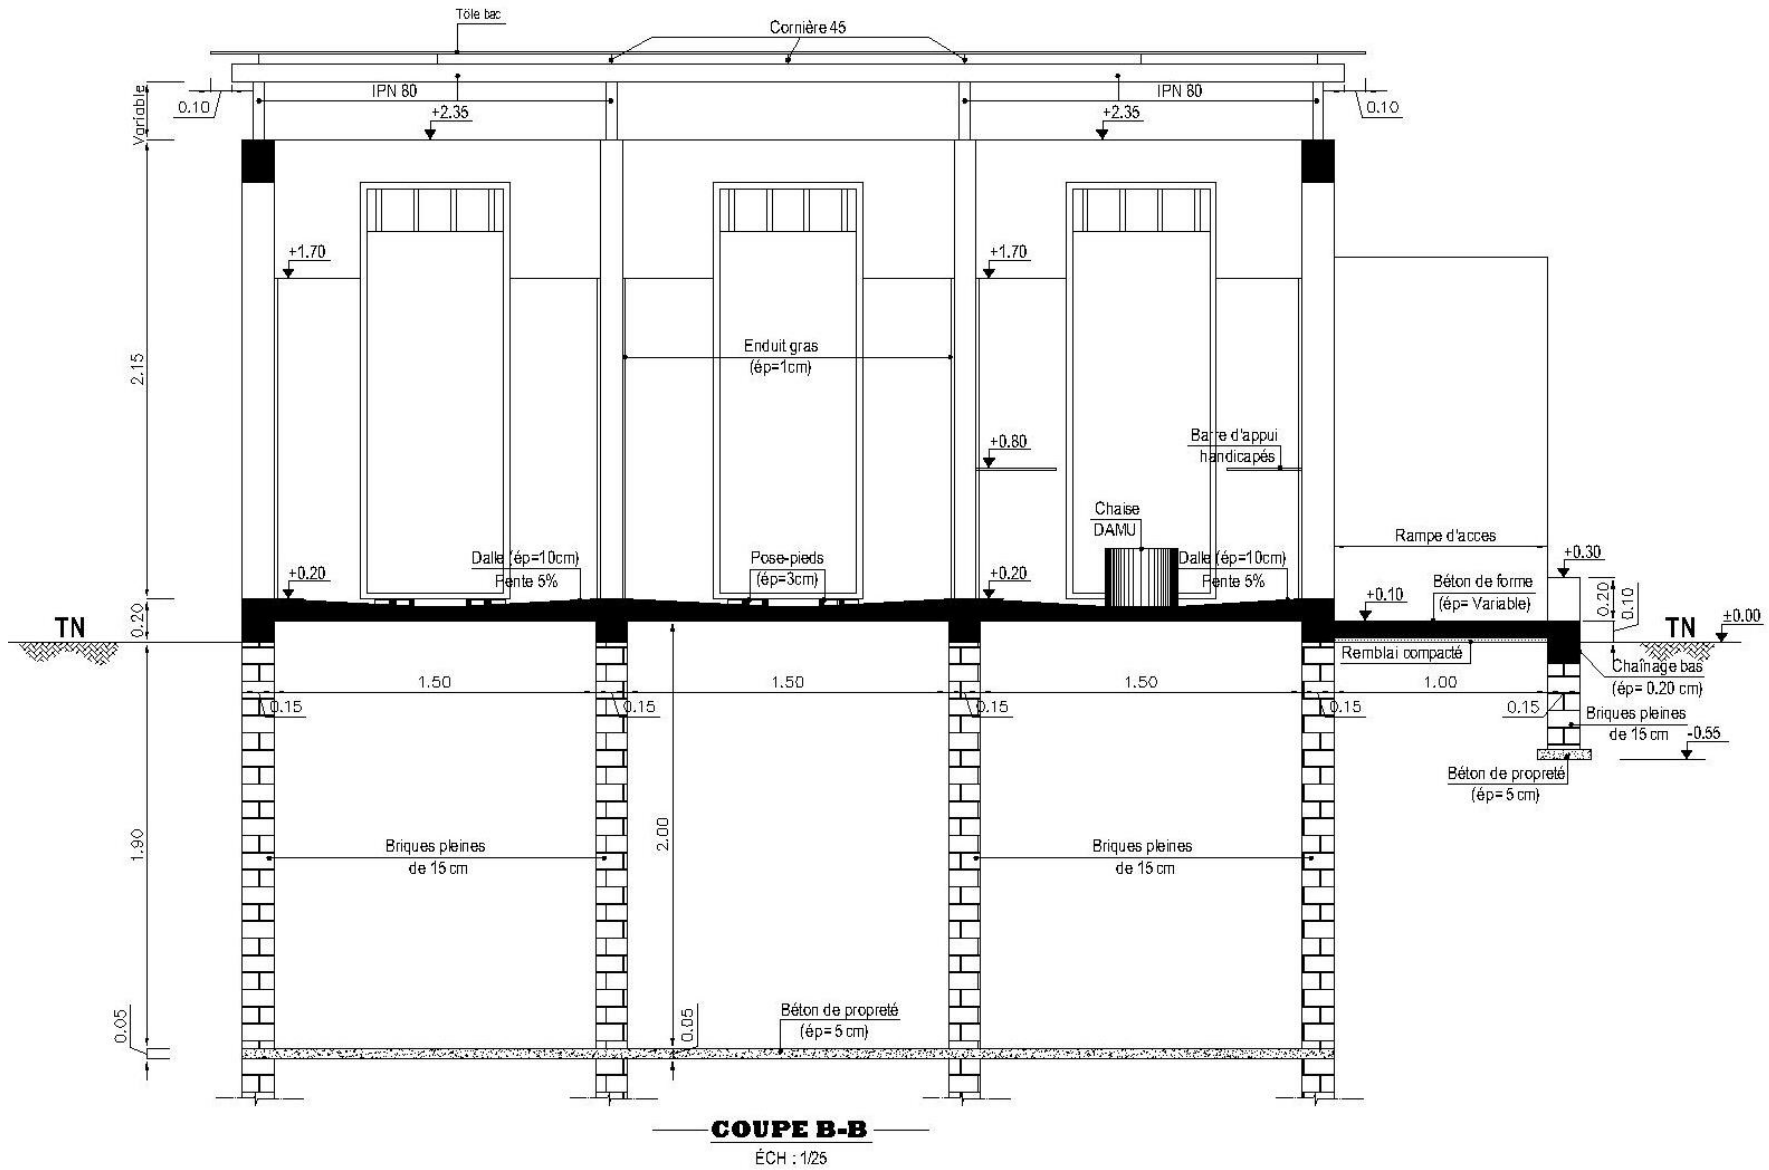 Tôle bac
Cornière 45
Variable
0.10
IPN 80
IPN 80
0.10
+2.35
+2.35
+1.70
+1.70
2.15
Enduit gras
(ép=1cm)
+0.80
Barre d'appui
handicapés
Chaise
DAMU
Rampe d'acces
+0.20
Dalle (ép=10cm)
Pente 5%
Pose-pieds
(ép=3cm)
+0.20
Dalle (ép=10cm)
Pente 5%
+0.30
Béton de forme
(ép= Variable)
+0.10
0.20
0.10
±0.00
TN
0.20
TN
Remblai compacté
Chaînage bas
(ép= 0.20 cm)
1.50
1.50
1.50
1.00
0.15
0.15
0.15
0.15
0.15
Briques pleines
de 15 cm
-0.55
Béton de propreté
(ép= 5 cm)
1.90
2.00
Briques pleines
de 15 cm
Briques pleines
de 15 cm
0.05
0.05
Béton de propreté
(ép= 5 cm)
COUPE B-B
ÉCH : 1/25